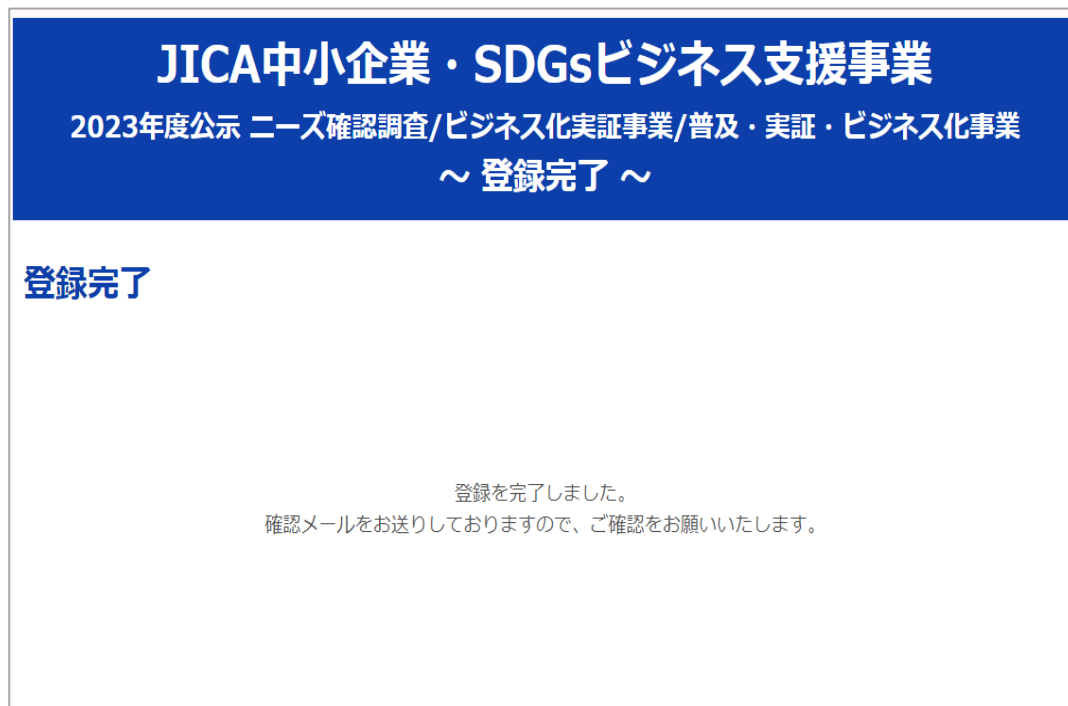 JICA中小企業・SDGsビジネス支援事業
2023年度公示 ニーズ確認調査/ビジネス化実証事業/普及・実証・ビジネス化事業
～ 登録完了 ～
登録完了
登録を完了しました。
確認メールをお送りしておりますので、ご確認をお願いいたします。